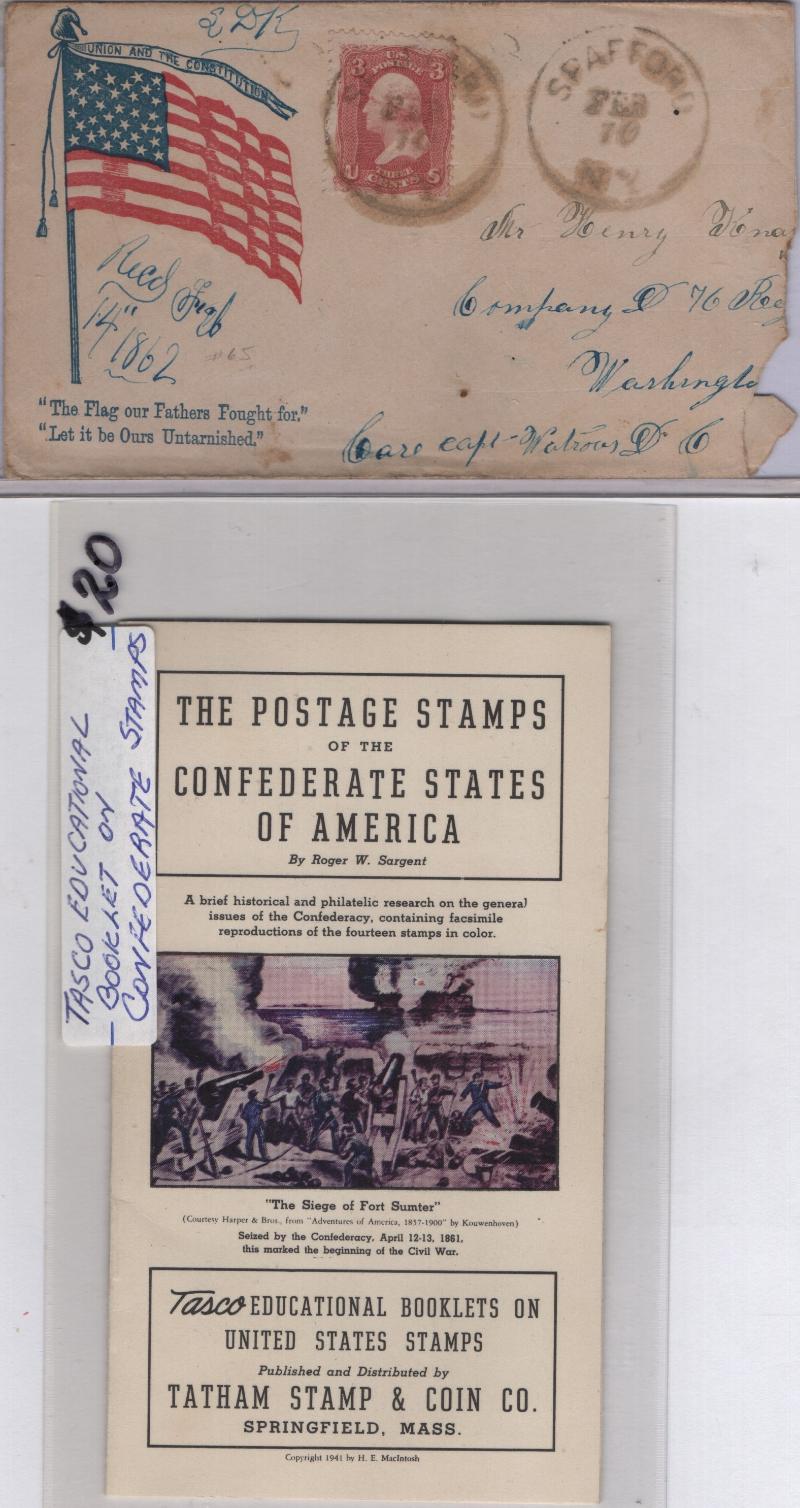 EDK
UNION AND THE CONSTITUTION
U.S. POSTAGE
3 3
THREE CENTS
U S
SPAFFORD
FEB
10
N.Y.
Mr Henry Kna
Company D 76 Reg
Washingto
Care capt Watrous D C
Recd Feb
14"
1862
#65
"The Flag our Fathers Fought for."
"Let it be Ours Untarnished."
$20
TASCO EDUCATIONAL
- BOOKLET ON -
CONFEDERATE STAMPS
THE POSTAGE STAMPS
OF THE
CONFEDERATE STATES
OF AMERICA
By Roger W. Sargent
A brief historical and philatelic research on the general
issues of the Confederacy, containing facsimile
reproductions of the fourteen stamps in color.
"The Siege of Fort Sumter"
(Courtesy Harper & Bros., from "Adventures of America, 1857-1900" by Kouwenhoven)
Seized by the Confederacy, April 12-13, 1861,
this marked the beginning of the Civil War.
Tasco EDUCATIONAL BOOKLETS ON
UNITED STATES STAMPS
Published and Distributed by
TATHAM STAMP & COIN CO.
SPRINGFIELD, MASS.
Copyright 1941 by H. E. MacIntosh